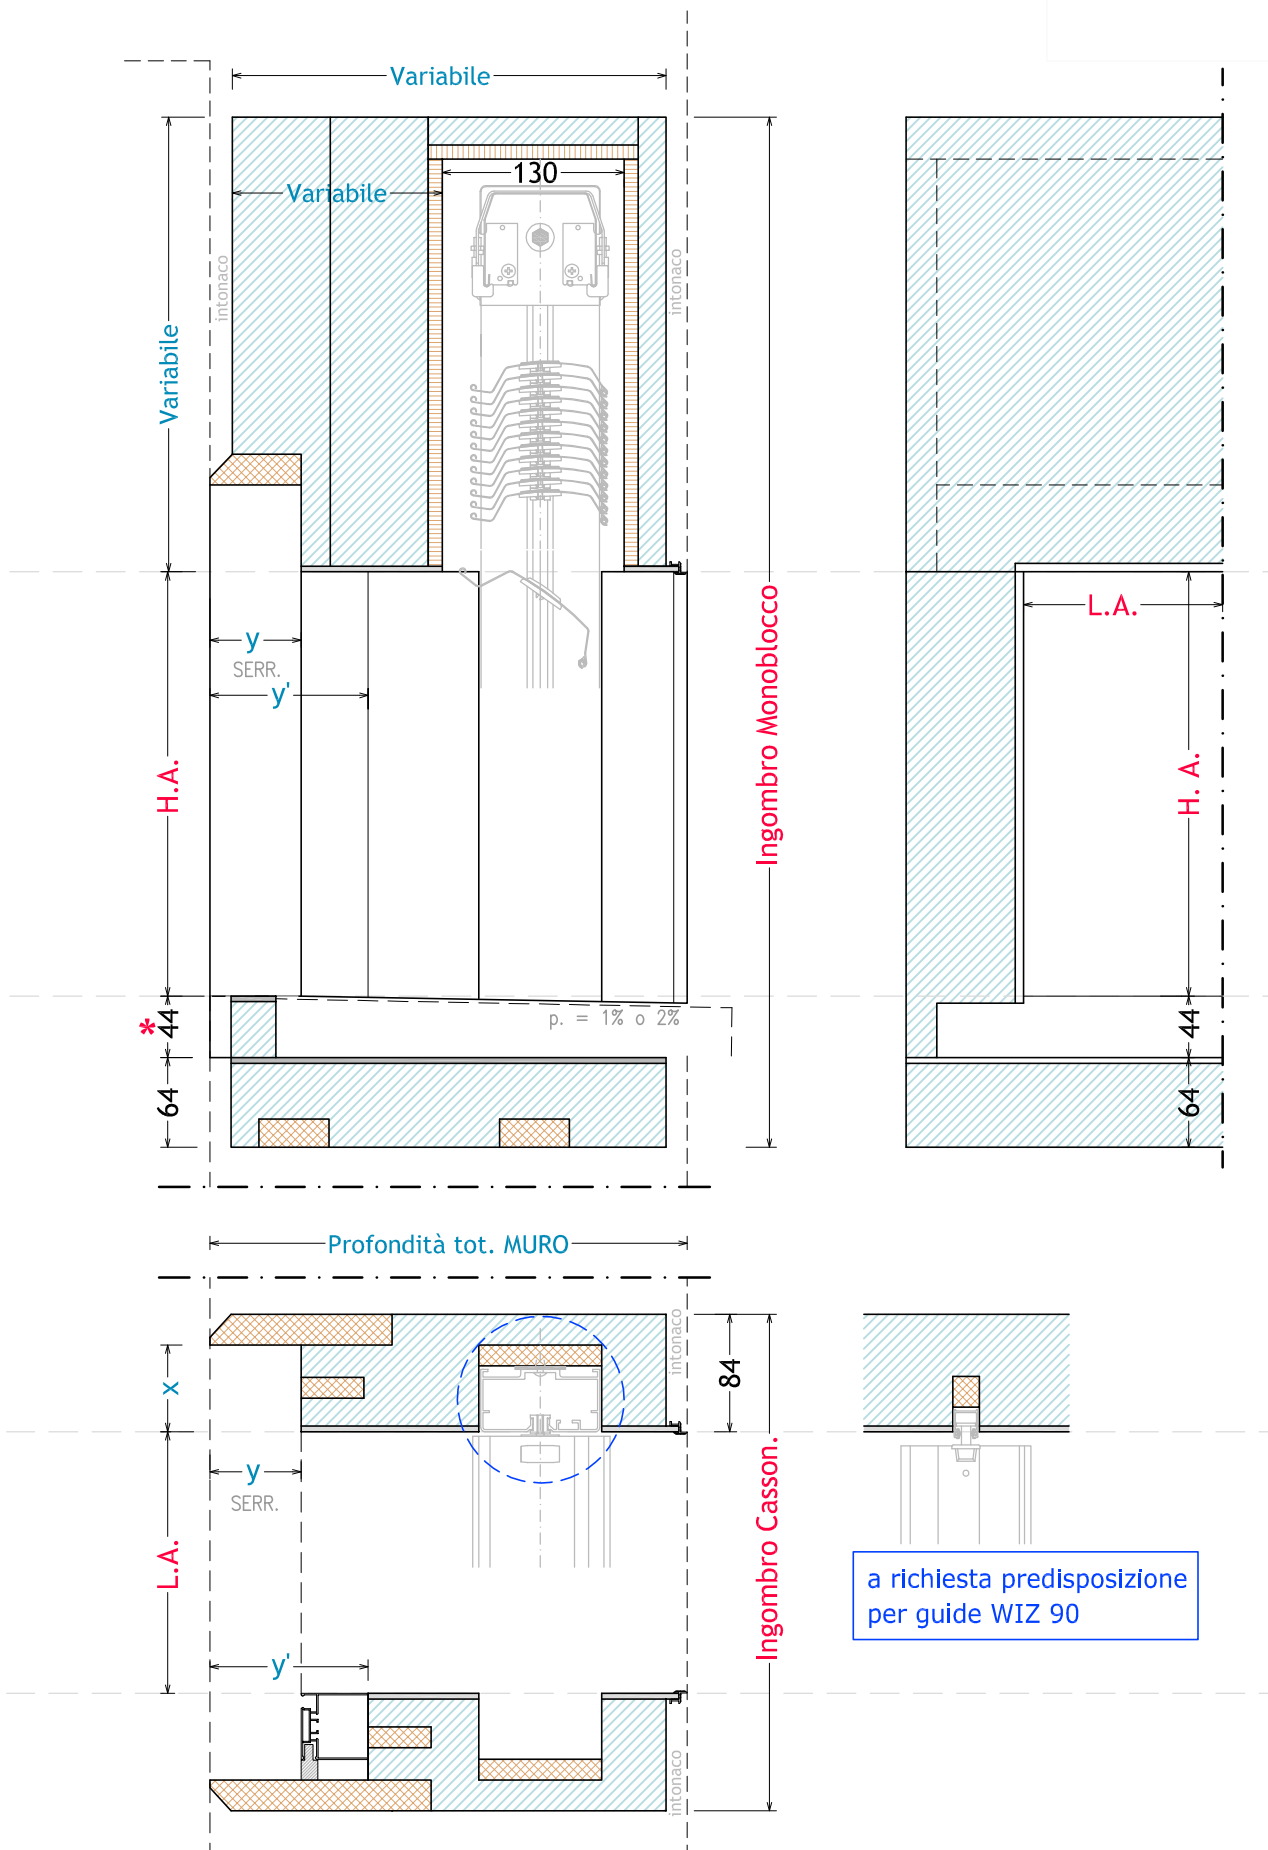 Variabile
130
Variabile
intonaco
intonaco
Variabile
L.A.
Ingombro Monoblocco
y
SERR.
y'
H.A.
H. A.
* 44
p. = 1% o 2%
44
64
64
Profondità tot. MURO
intonaco
84
x
y
SERR.
L.A.
Ingombro Casson.
a richiesta predisposizione
per guide WIZ 90
y'
intonaco